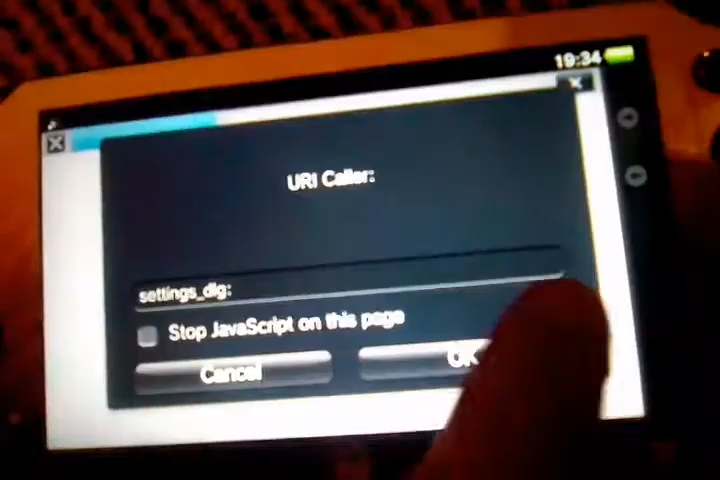 19:34
URI Caller:
settings_dlg:
Stop JavaScript on this page
Cancel
OK